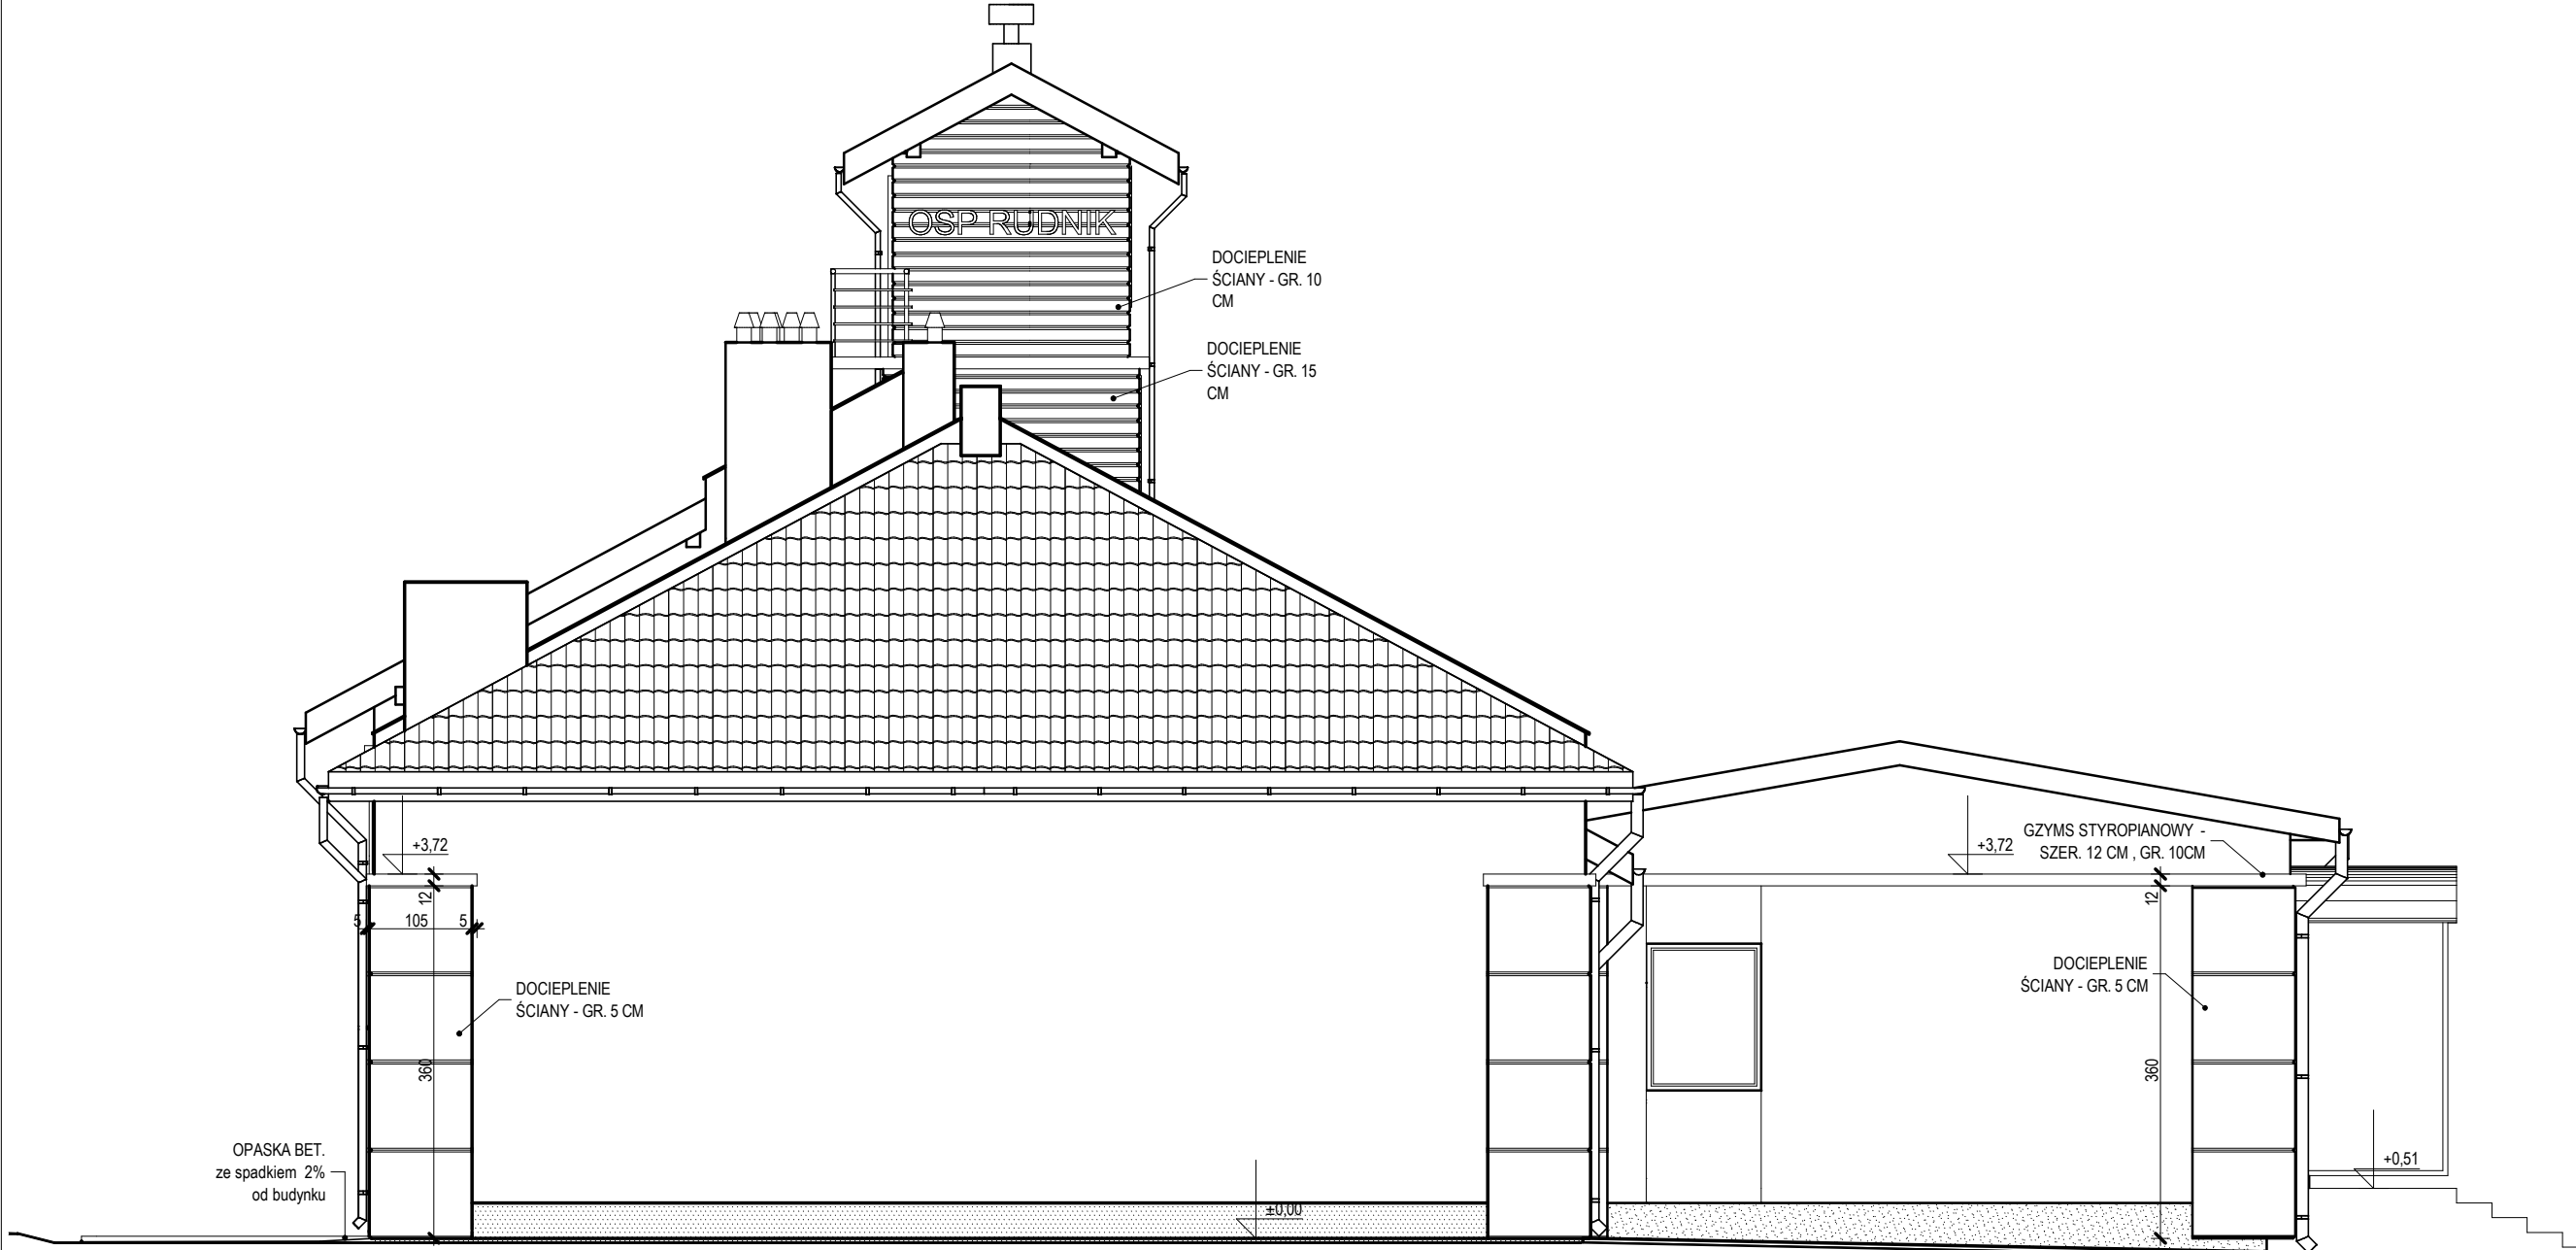 OSP RUDNIK
DOCIEPLENIE
ŚCIANY - GR. 10
CM
DOCIEPLENIE
ŚCIANY - GR. 15
CM
+3,72
12
5
105
5
DOCIEPLENIE
ŚCIANY - GR. 5 CM
360
OPASKA BET.
ze spadkiem 2%
od budynku
±0,00
+3,72
GZYMS STYROPIANOWY -
SZER. 12 CM , GR. 10CM
12
DOCIEPLENIE
ŚCIANY - GR. 5 CM
360
+0,51